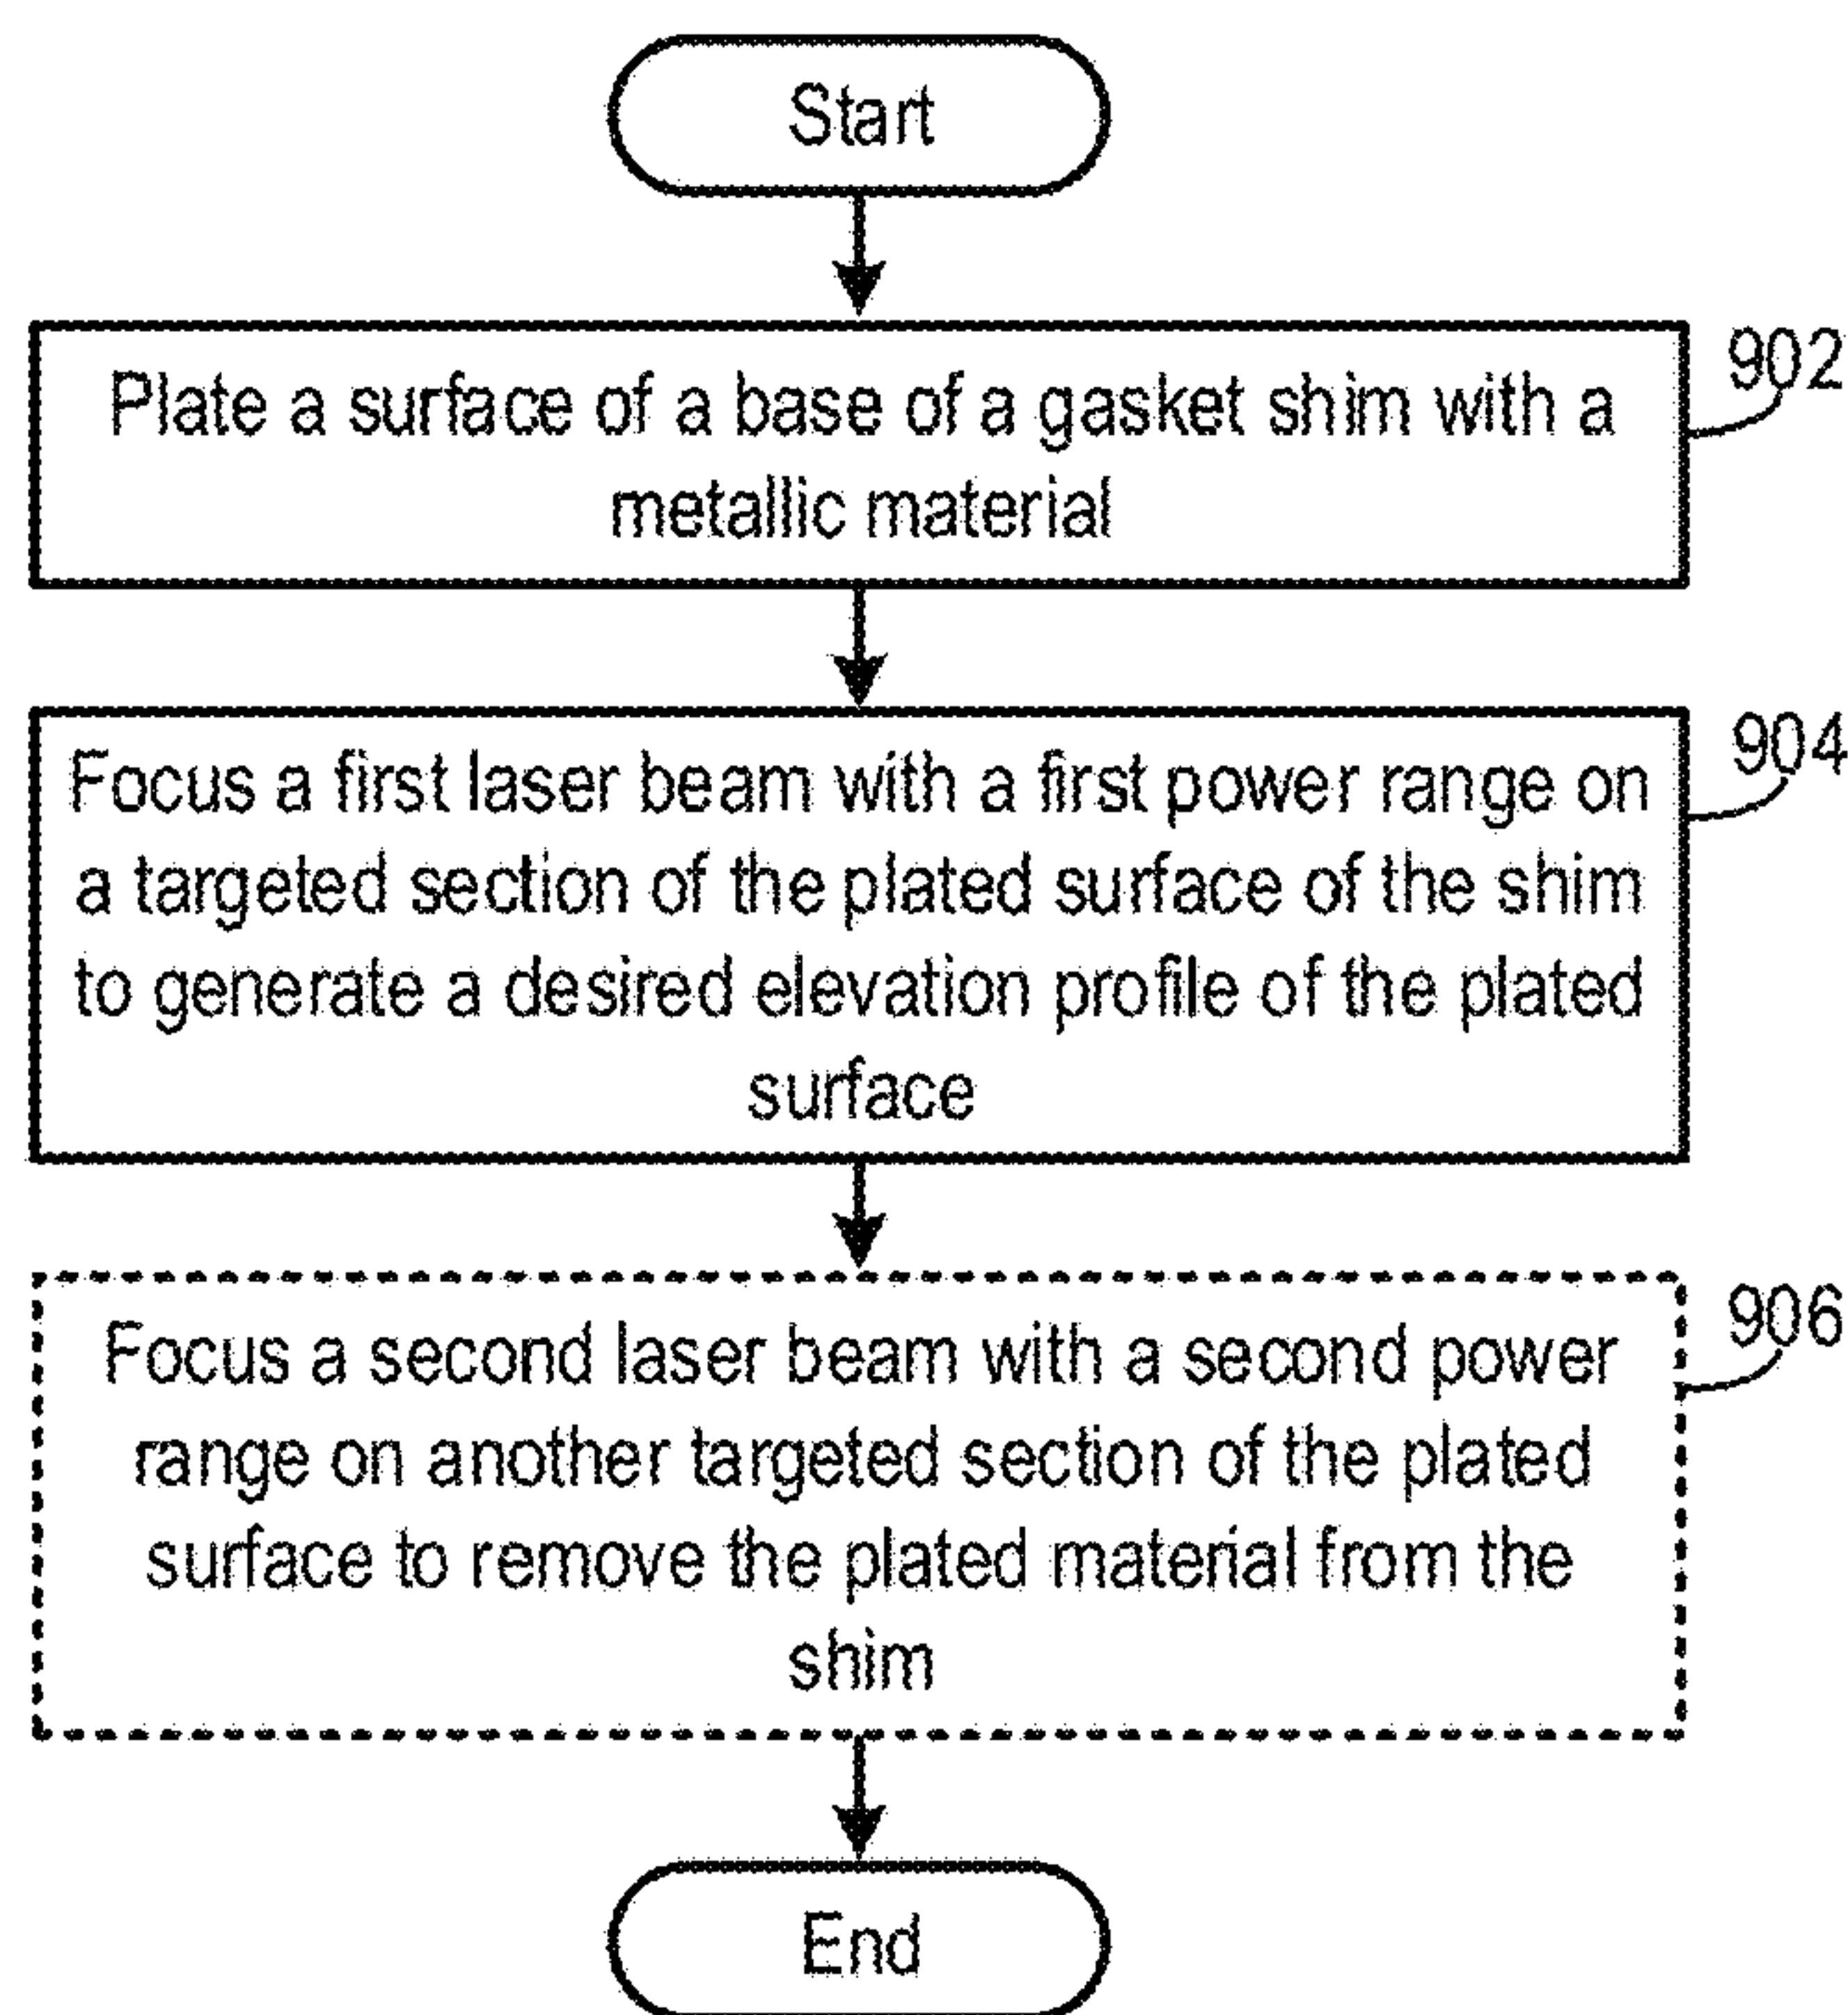 Start
902
Plate a surface of a base of a gasket shim with a
metallic material
904
Focus a first laser beam with a first power range on
a targeted section of the plated surface of the shim
to generate a desired elevation profile of the plated
surface
906
Focus a second laser beam with a second power
range on another targeted section of the plated
surface to remove the plated material from the
shim
End